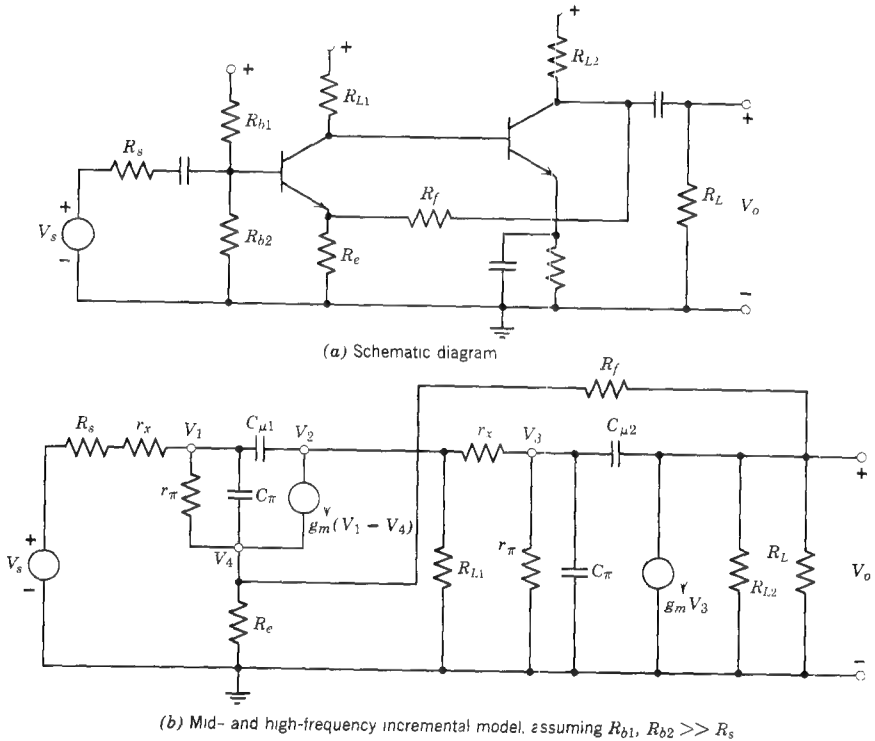 +
+
R_{L2}
+
R_{L1}
R_{b1}
+
R_s
R_f
R_L
V_o
+
V_s
-
R_{b2}
R_e
-
(a) Schematic diagram
R_f
R_s
r_x
V_1
C_{μ1}
V_2
r_x
V_3
C_{μ2}
+
r_π
C_π
g_m(V_1 - V_4)
+
V_s
-
V_4
R_{L1}
r_π
C_π
g_mV_3
R_L
R_{L2}
V_o
R_e
-
(b) Mid- and high-frequency incremental model, assuming R_{b1}, R_{b2} >> R_s